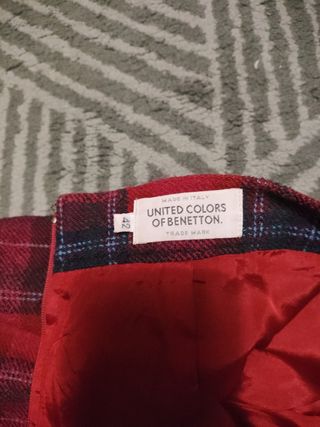 MADE IN ITALY
UNITED COLORS
OF BENETTON.
TRADE MARK
42